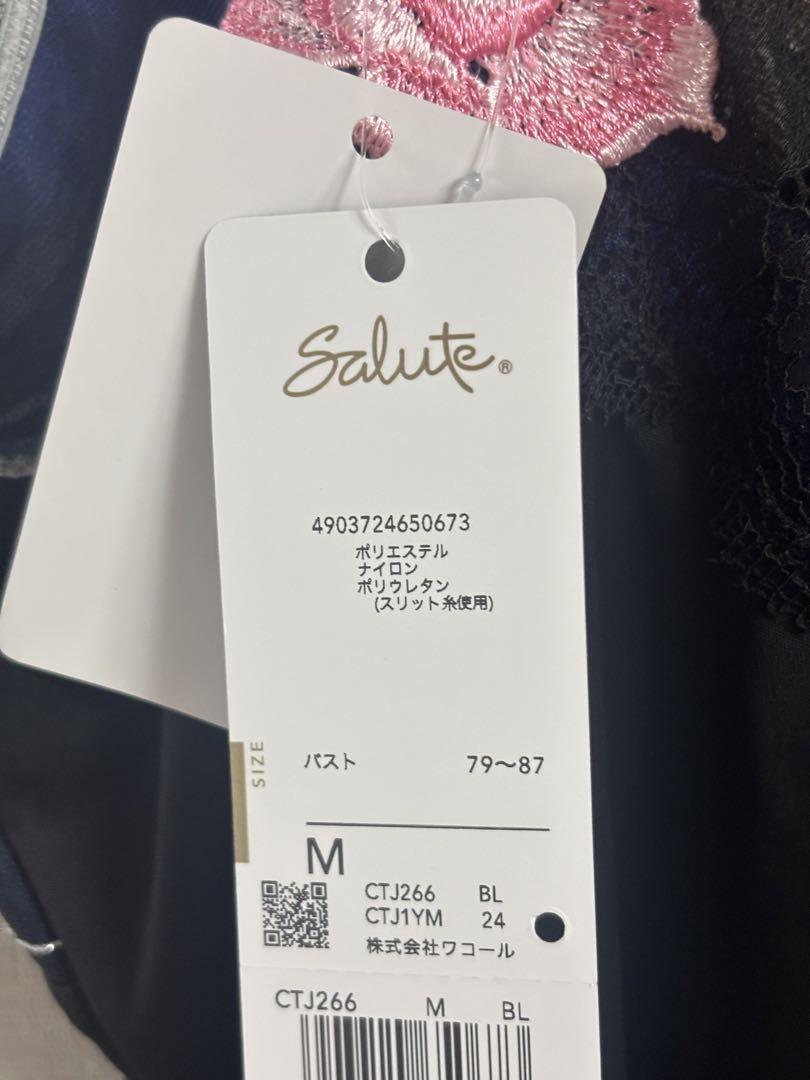 Salute®
4903724650673
ポリエステル
ナイロン
ポリウレタン
(スリット糸使用)
SIZE
バスト 79〜87
M
CTJ266 BL
CTJ1YM 24
株式会社ワコール
CTJ266 M BL